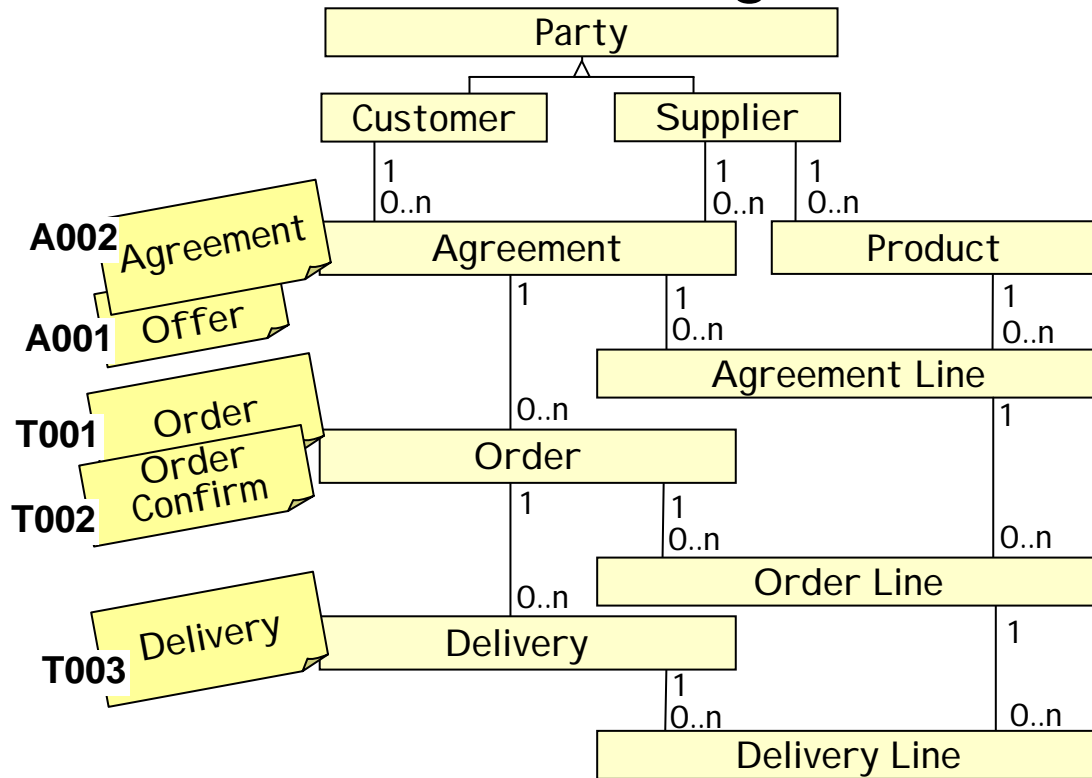 Party
Customer
Supplier
1
0..n
1
0..n
1
0..n
A002
Agreement
Agreement
Product
A001
Offer
1
1
0..n
1
0..n
Agreement Line
T001
Order
0..n
1
Order
T002
Order
Confirm
1
1
0..n
0..n
Order Line
0..n
T003
Delivery
Delivery
1
1
0..n
0..n
Delivery Line